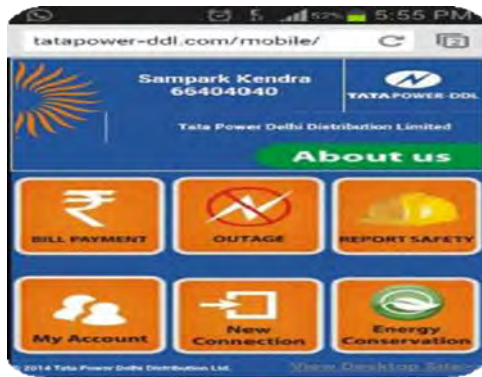 52% 5:55 PM
tatapower-ddl.com/mobile/
2
Sampark Kendra
66404040
TATA POWER-DDL
Tata Power Delhi Distribution Limited
About us
BILL PAYMENT
OUTAGE
REPORT SAFETY
My Account
New
Connection
Energy
Conservation
© 2014 Tata Power Delhi Distribution Ltd.
View Desktop Site